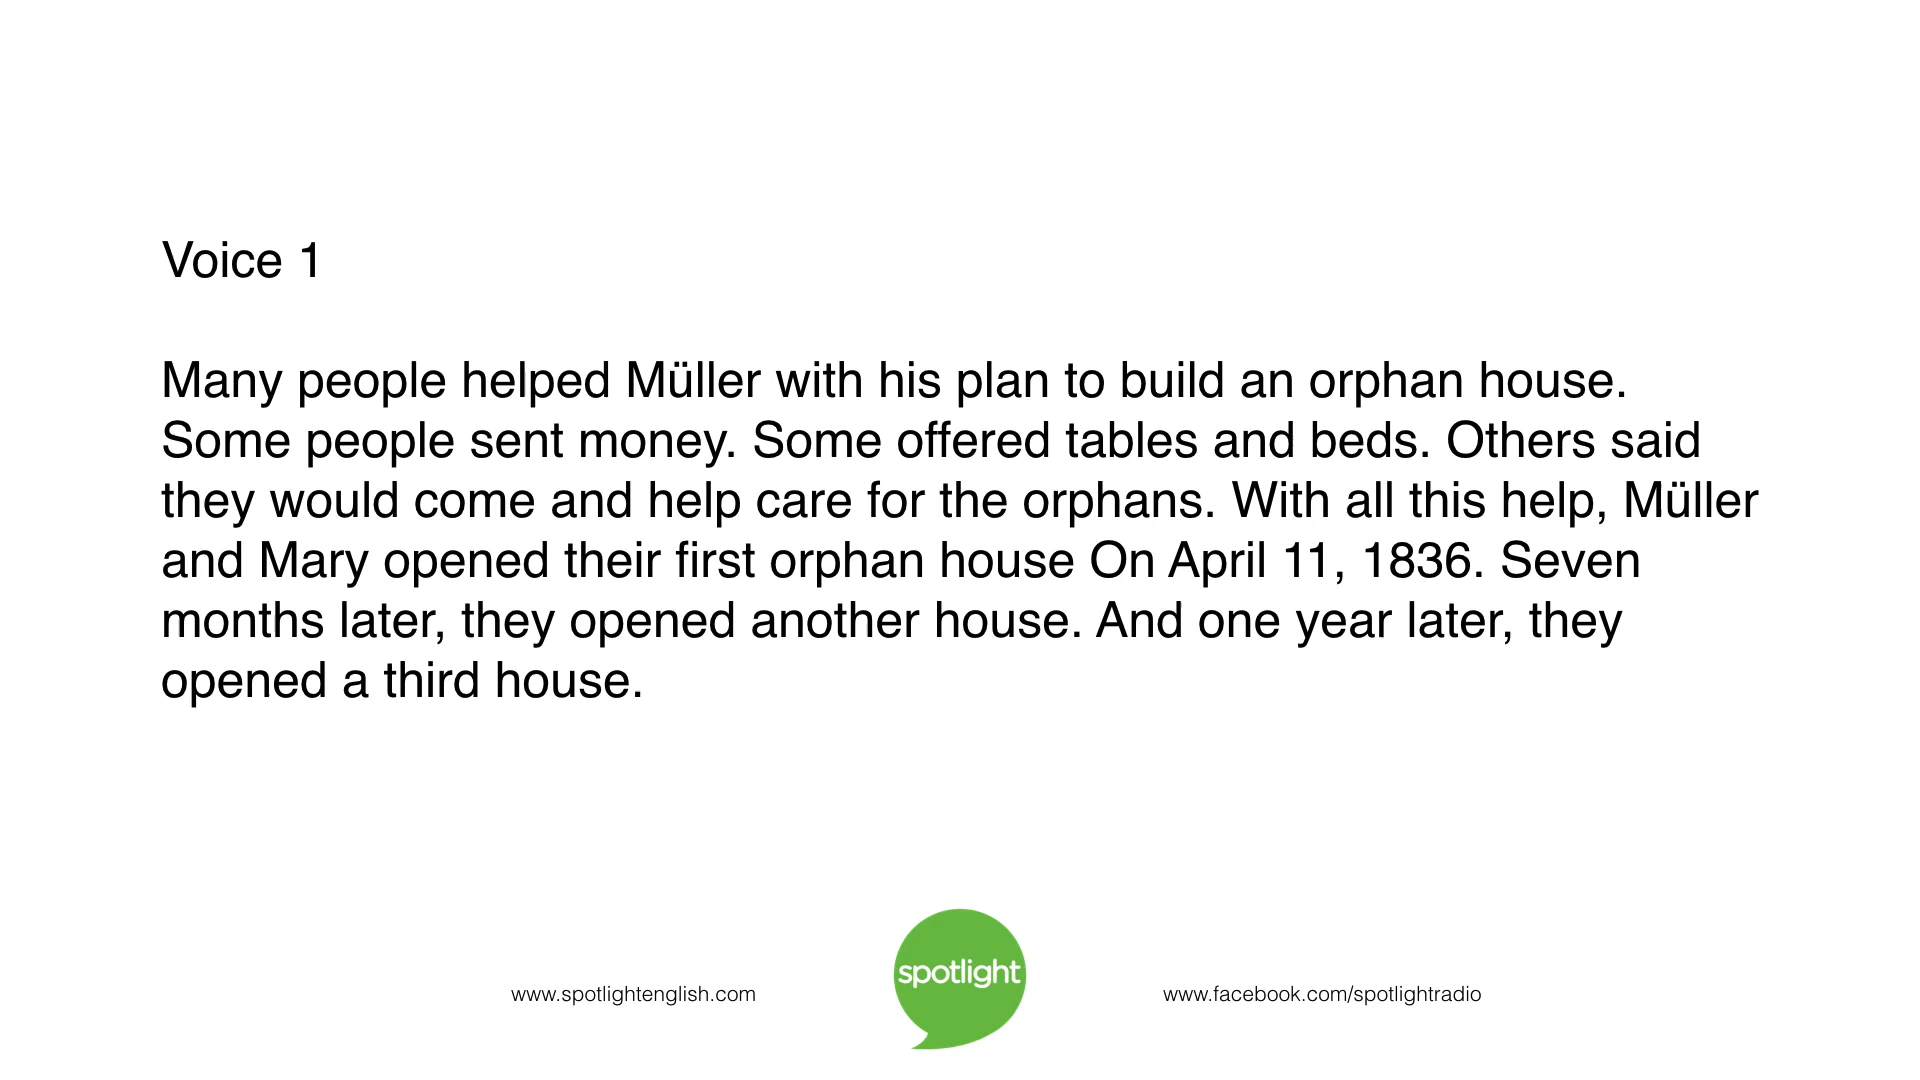 Voice 1
Many people helped Müller with his plan to build an orphan house.
Some people sent money. Some offered tables and beds. Others said
they would come and help care for the orphans. With all this help, Müller
and Mary opened their first orphan house On April 11, 1836. Seven
months later, they opened another house. And one year later, they
opened a third house.
spotlight
www.spotlightenglish.com
www.facebook.com/spotlightradio